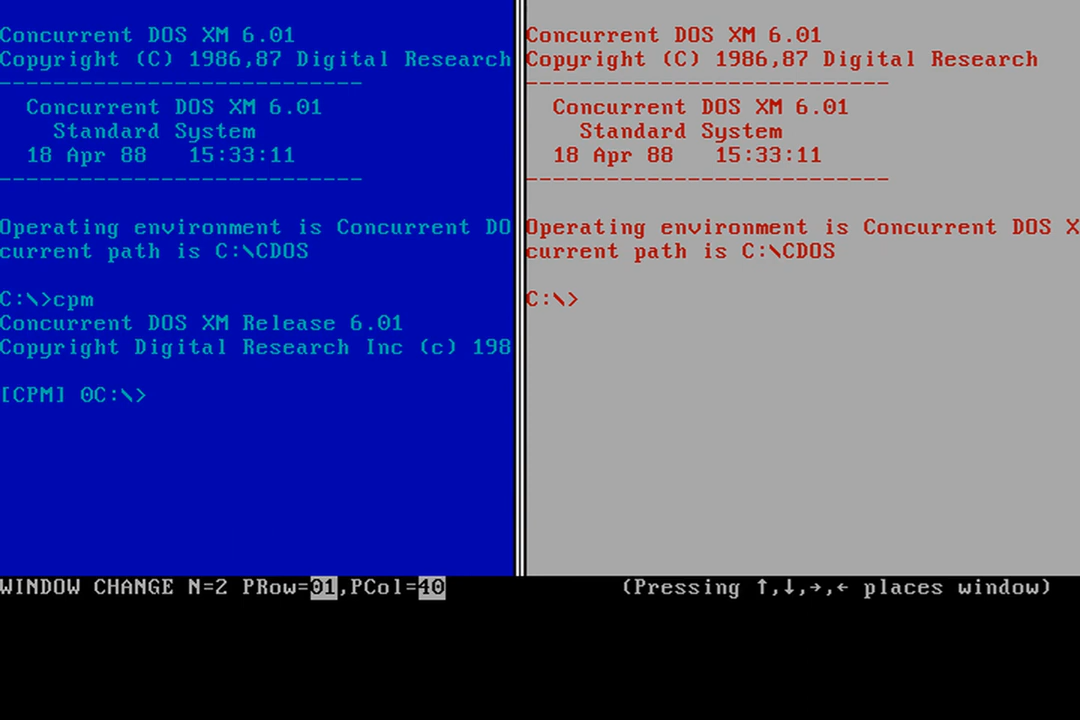 Concurrent DOS XM 6.01
Copyright (C) 1986,87 Digital Research
---------------------------
Concurrent DOS XM 6.01
Standard System
18 Apr 88 15:33:11
---------------------------
Operating environment is Concurrent DO
current path is C:\CDOS
C:\>cpm
Concurrent DOS XM Release 6.01
Copyright Digital Research Inc (c) 198
[CPM] 0C:\>
Concurrent DOS XM 6.01
Copyright (C) 1986,87 Digital Research
---------------------------
Concurrent DOS XM 6.01
Standard System
18 Apr 88 15:33:11
---------------------------
Operating environment is Concurrent DOS X
current path is C:\CDOS
C:\>
WINDOW CHANGE N=2 PRow=01,PCol=40 (Pressing ↑,↓,→,← places window)